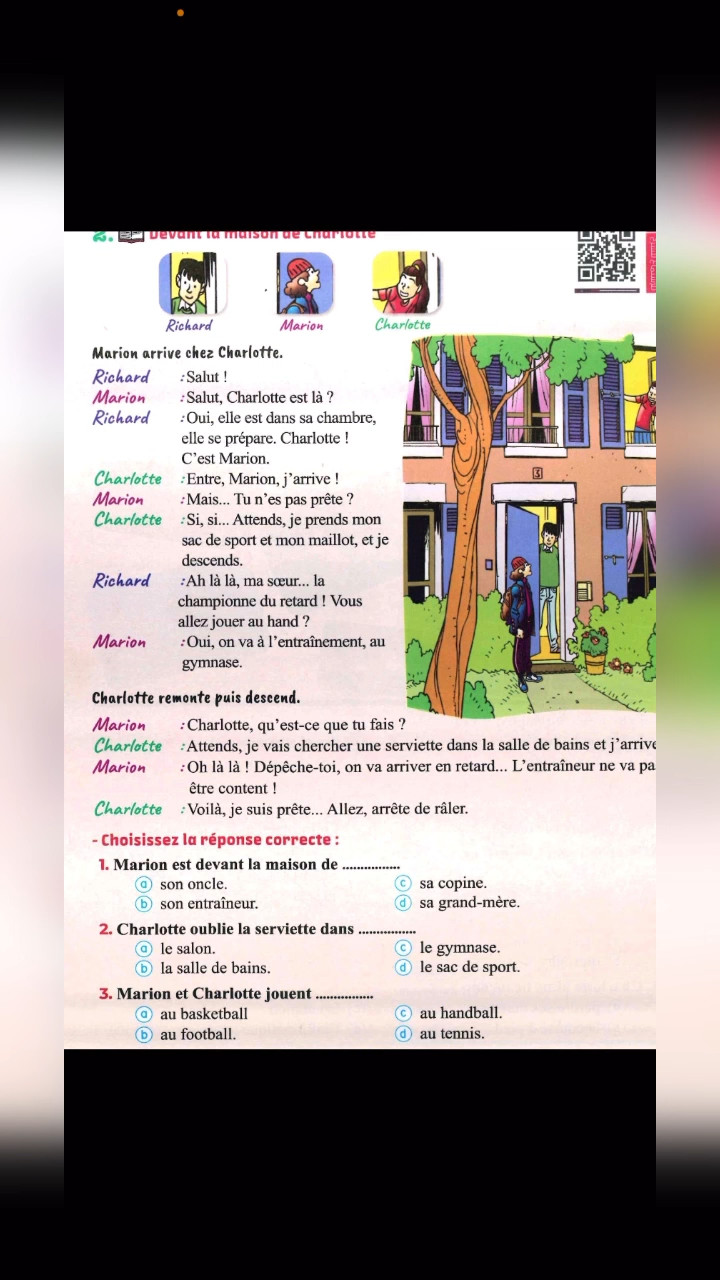 2. Devant la maison de Charlotte
Richard
Marion
Charlotte
Marion arrive chez Charlotte.
Richard : Salut !
Marion : Salut, Charlotte est là ?
Richard : Oui, elle est dans sa chambre,
elle se prépare. Charlotte !
C'est Marion.
Charlotte : Entre, Marion, j'arrive !
Marion : Mais... Tu n'es pas prête ?
Charlotte : Si, si... Attends, je prends mon
sac de sport et mon maillot, et je
descends.
Richard : Ah là là, ma sœur... la
championne du retard ! Vous
allez jouer au hand ?
Marion : Oui, on va à l'entraînement, au
gymnase.
3
Charlotte remonte puis descend.
Marion : Charlotte, qu'est-ce que tu fais ?
Charlotte : Attends, je vais chercher une serviette dans la salle de bains et j'arrive
Marion : Oh là là ! Dépêche-toi, on va arriver en retard... L'entraîneur ne va pa
être content !
Charlotte : Voilà, je suis prête... Allez, arrête de râler.
- Choisissez la réponse correcte :
1. Marion est devant la maison de ................
a son oncle.
c sa copine.
b son entraîneur.
d sa grand-mère.
2. Charlotte oublie la serviette dans ................
a le salon.
c le gymnase.
b la salle de bains.
d le sac de sport.
3. Marion et Charlotte jouent ................
a au basketball
c au handball.
b au football.
d au tennis.